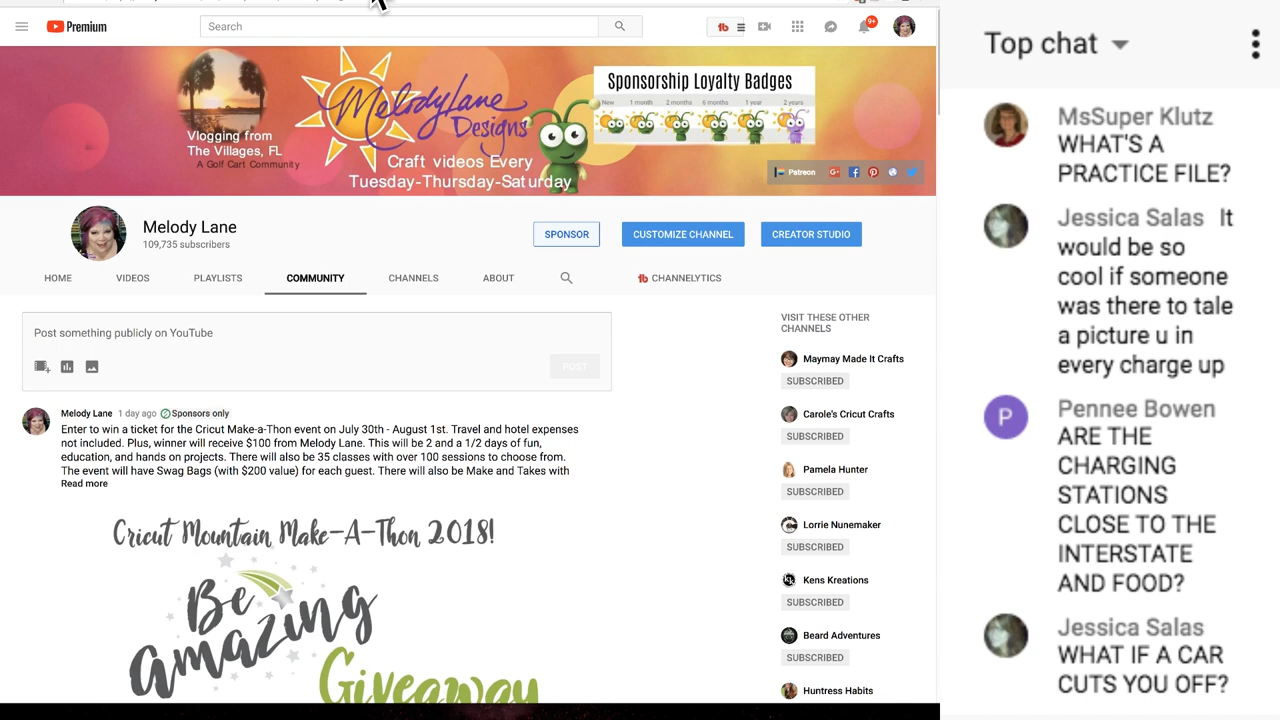 Premium
Search
9+
Vlogging from
The Villages, FL
A Golf Cart Community
MelodyLane
Designs
Craft videos Every
Tuesday-Thursday-Saturday
Sponsorship Loyalty Badges
New 1 month 2 months 6 months 1 year 2 years
Patreon
Melody Lane
109,735 subscribers
SPONSOR
CUSTOMIZE CHANNEL
CREATOR STUDIO
HOME
VIDEOS
PLAYLISTS
COMMUNITY
CHANNELS
ABOUT
CHANNELYTICS
Post something publicly on YouTube
POST
Melody Lane 1 day ago Sponsors only
Enter to win a ticket for the Cricut Make-a-Thon event on July 30th - August 1st. Travel and hotel expenses
not included. Plus, winner will receive $100 from Melody Lane. This will be 2 and a 1/2 days of fun,
education, and hands on projects. There will also be 35 classes with over 100 sessions to choose from.
The event will have Swag Bags (with $200 value) for each guest. There will also be Make and Takes with
Read more
Cricut Mountain Make-A-Thon 2018!
Be
amazing
Giveaway
VISIT THESE OTHER
CHANNELS
Maymay Made It Crafts
SUBSCRIBED
Carole's Cricut Crafts
SUBSCRIBED
Pamela Hunter
SUBSCRIBED
Lorrie Nunemaker
SUBSCRIBED
Kens Kreations
SUBSCRIBED
Beard Adventures
SUBSCRIBED
Huntress Habits
Top chat
MsSuper Klutz
WHAT'S A
PRACTICE FILE?
Jessica Salas It
would be so
cool if someone
was there to tale
a picture u in
every charge up
P
Pennee Bowen
ARE THE
CHARGING
STATIONS
CLOSE TO THE
INTERSTATE
AND FOOD?
Jessica Salas
WHAT IF A CAR
CUTS YOU OFF?